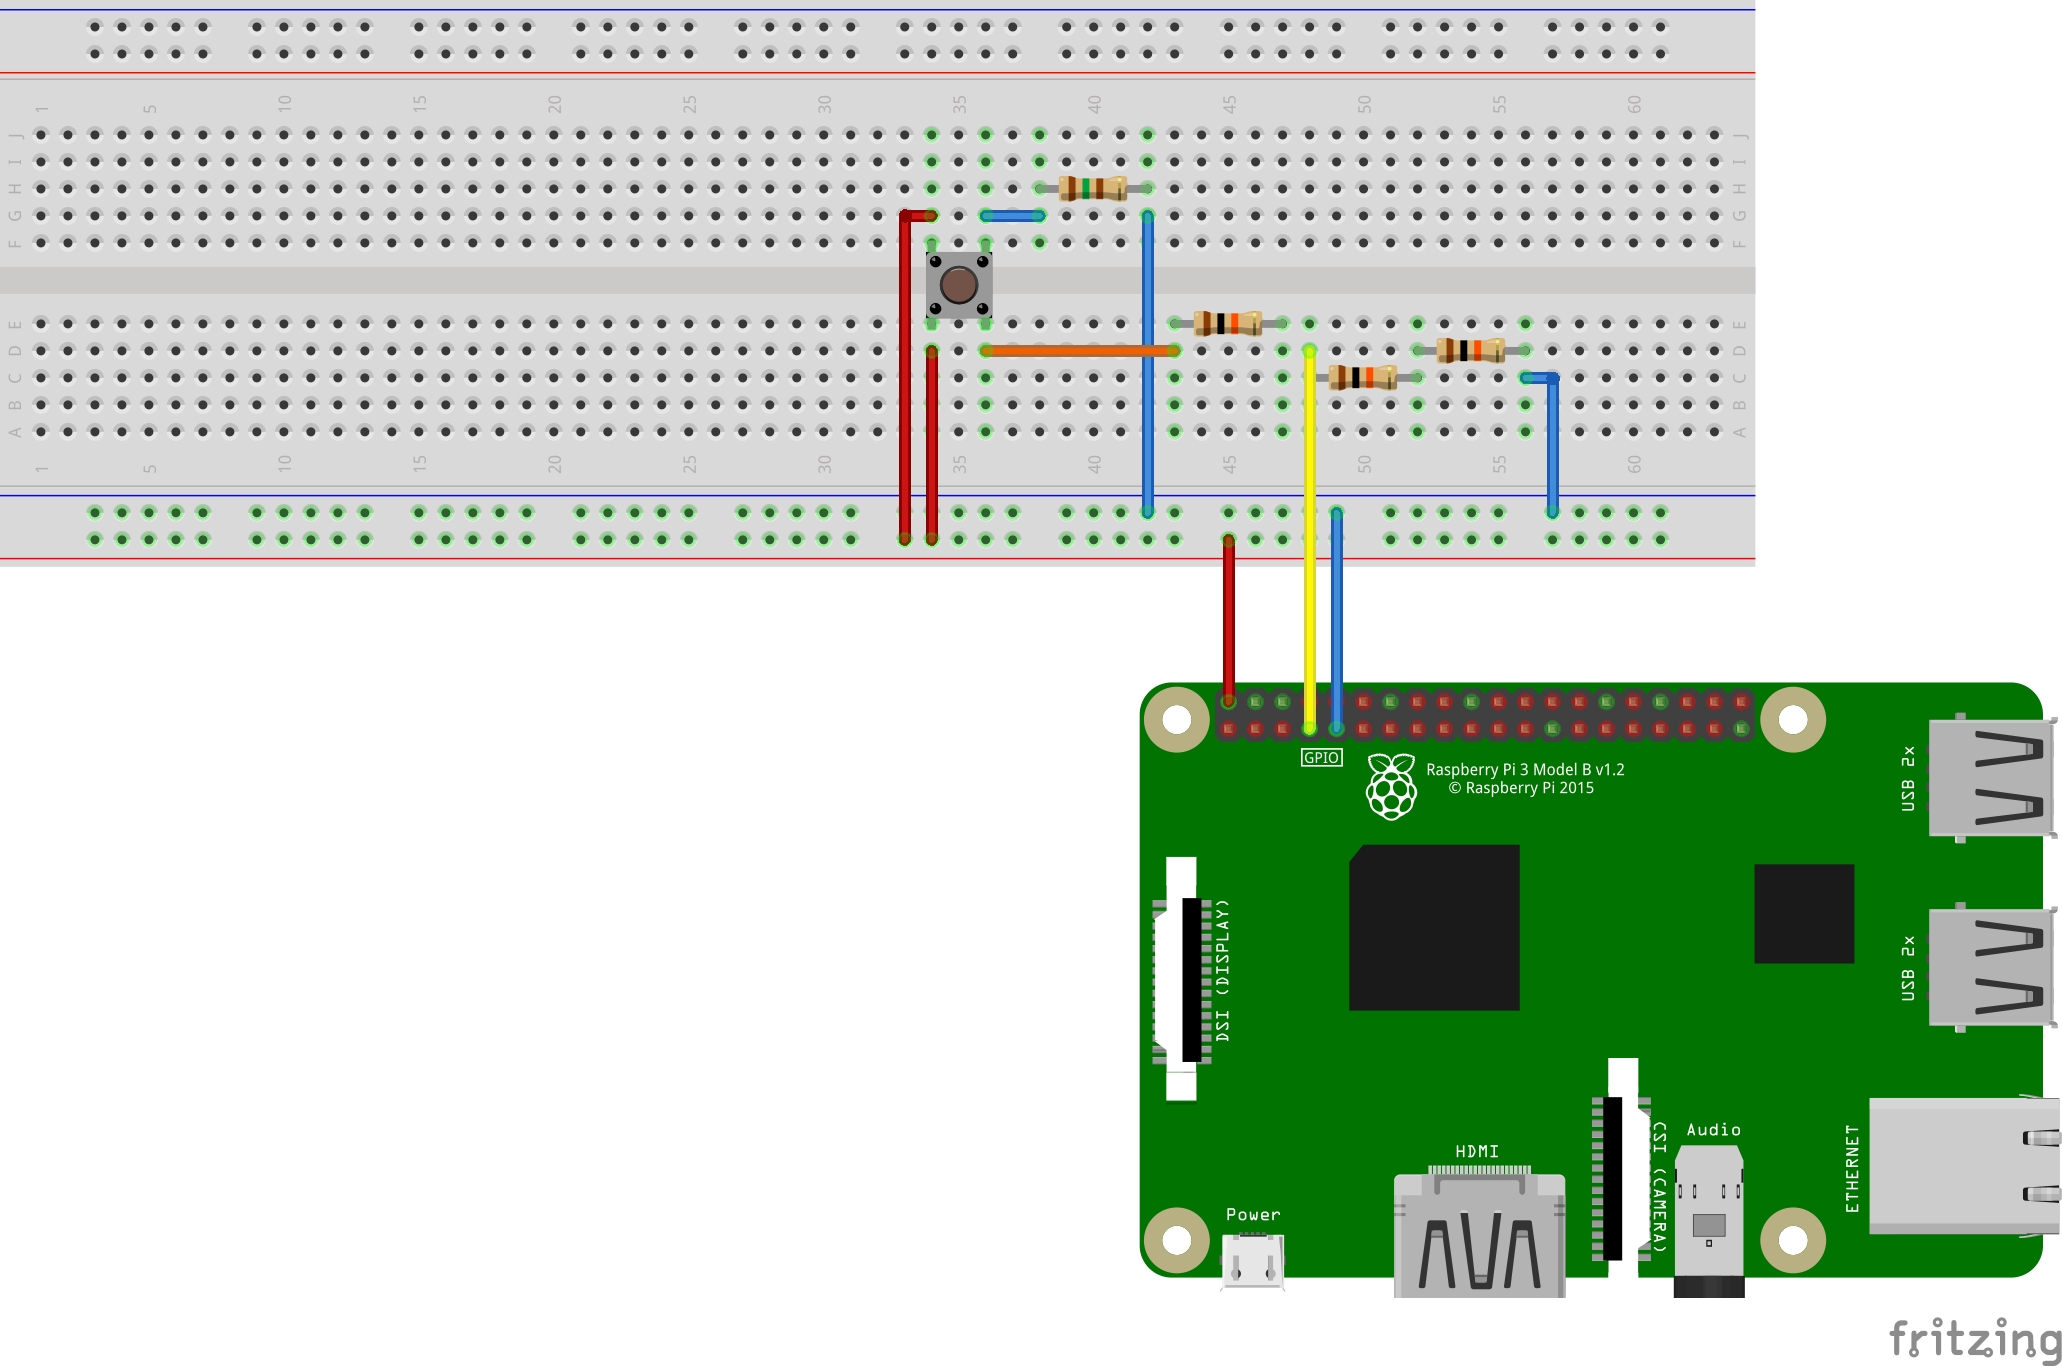 1 5 10 15 20 25 30 35 40 45 50 55 60
J J
I I
H H
G G
F F
E E
D D
C C
B B
A A
1 5 10 15 20 25 30 35 40 45 50 55 60
GPIO
Raspberry Pi 3 Model B v1.2
© Raspberry Pi 2015
USB 2x
DSI (DISPLAY)
USB 2x
CSI (CAMERA)
Audio
ETHERNET
HDMI
Power
fritzing